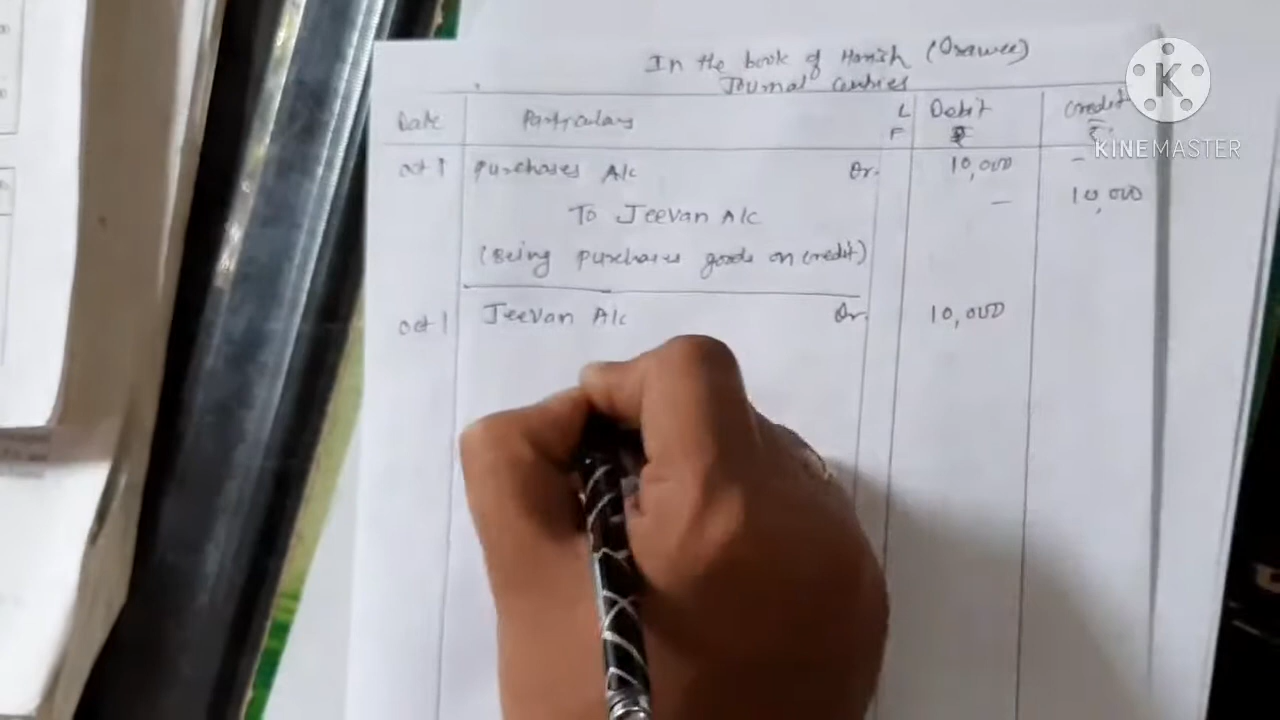 In the book of Harish (Drawee)
Journal entries
Date Particulars L F Debit ₹ Credit ₹
Oct 1 Purchases A/c Dr. 10,000 -
To Jeevan A/c — 10,000
(Being purchases goods on credit)
Oct 1 Jeevan A/c Dr. 10,000
K
KINEMASTER